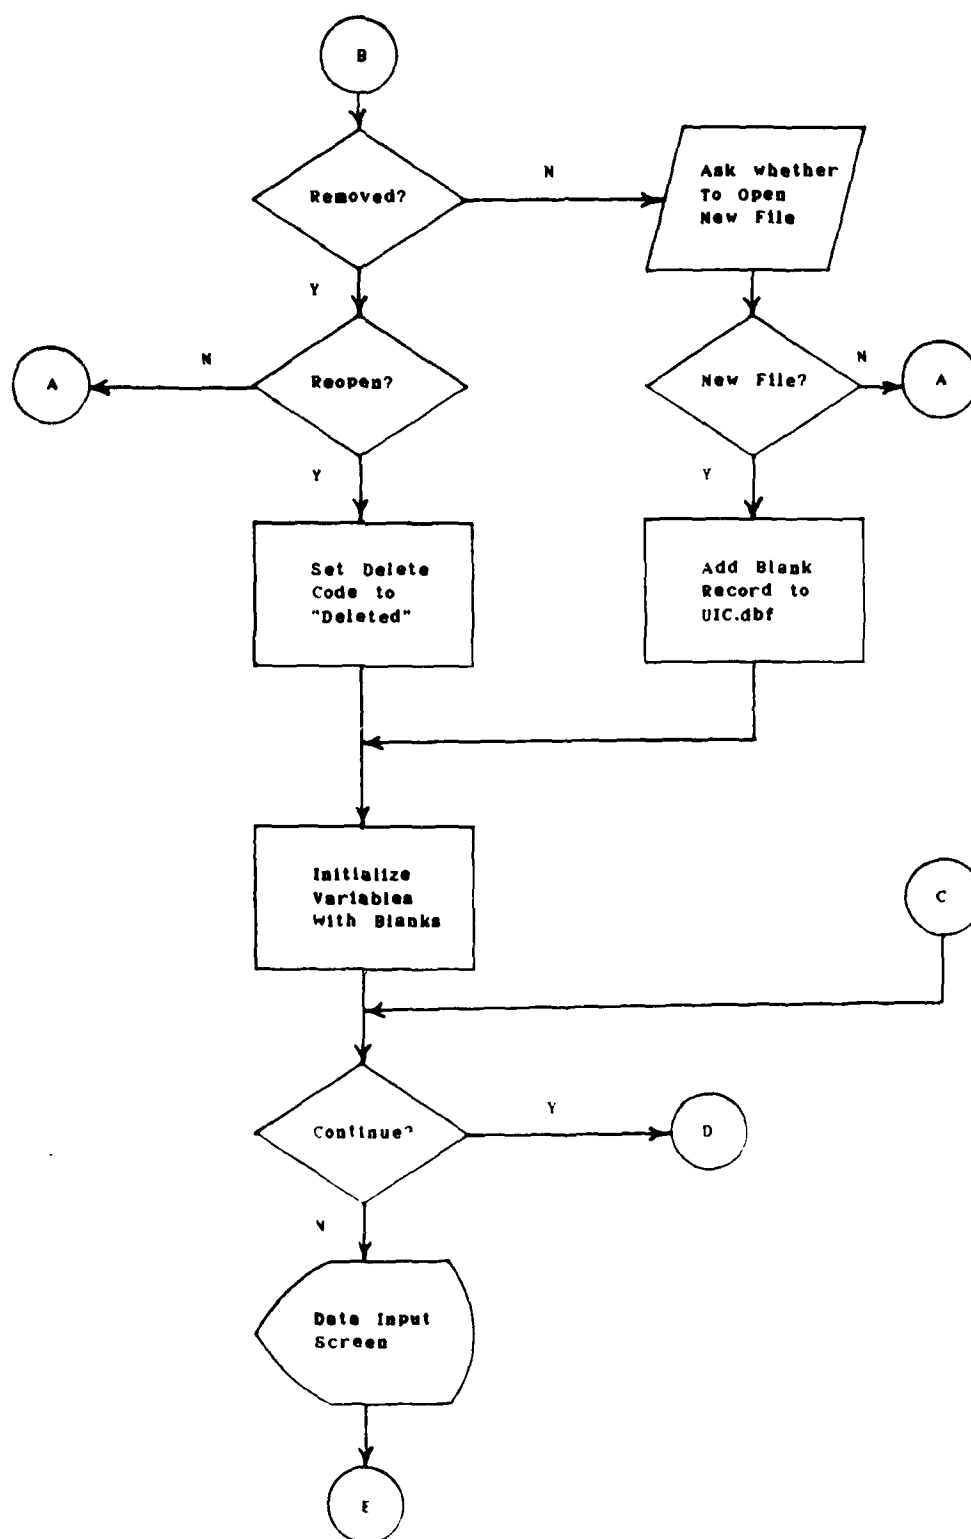 B
Removed?
N
Ask whether
To Open
New File
Y
A
N
Reopen?
New File?
N
A
Y
Y
Set Delete
Code to
"Deleted"
Add Blank
Record to
UIC.dbf
Initialize
Variables
With Blanks
C
Continue?
Y
D
N
Data Input
Screen
E